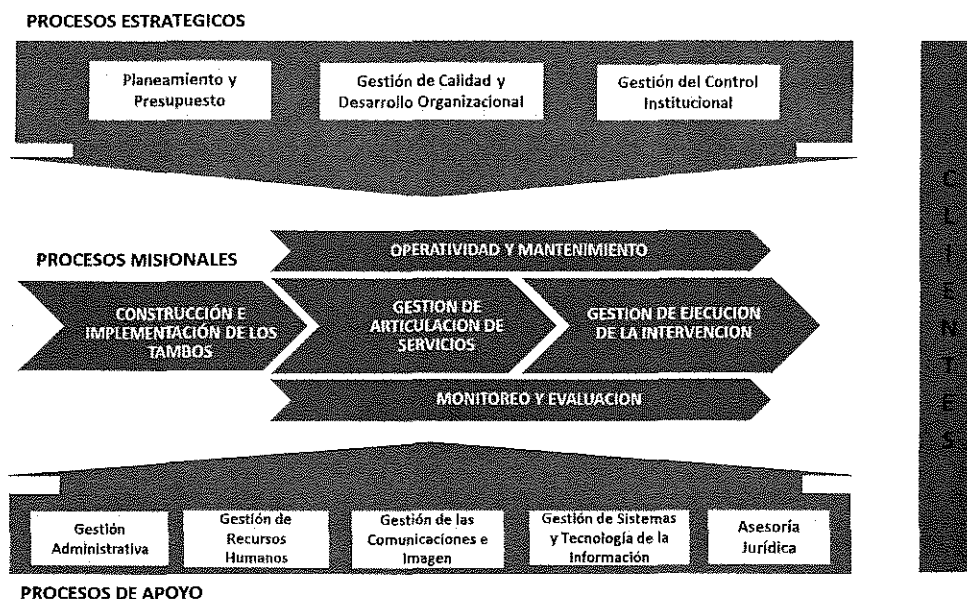 PROCESOS ESTRATEGICOS
Planeamiento y
Presupuesto
Gestión de Calidad y
Desarrollo Organizacional
Gestión del Control
Institucional
CLIENTES
PROCESOS MISIONALES
OPERATIVIDAD Y MANTENIMIENTO
CONSTRUCCIÓN E
IMPLEMENTACIÓN DE LOS
TAMBOS
GESTION DE
ARTICULACION DE
SERVICIOS
GESTION DE EJECUCION
DE LA INTERVENCION
MONITOREO Y EVALUACION
Gestión
Administrativa
Gestión de
Recursos
Humanos
Gestión de las
Comunicaciones e
Imagen
Gestión de Sistemas
y Tecnología de la
Información
Asesoría
Jurídica
PROCESOS DE APOYO